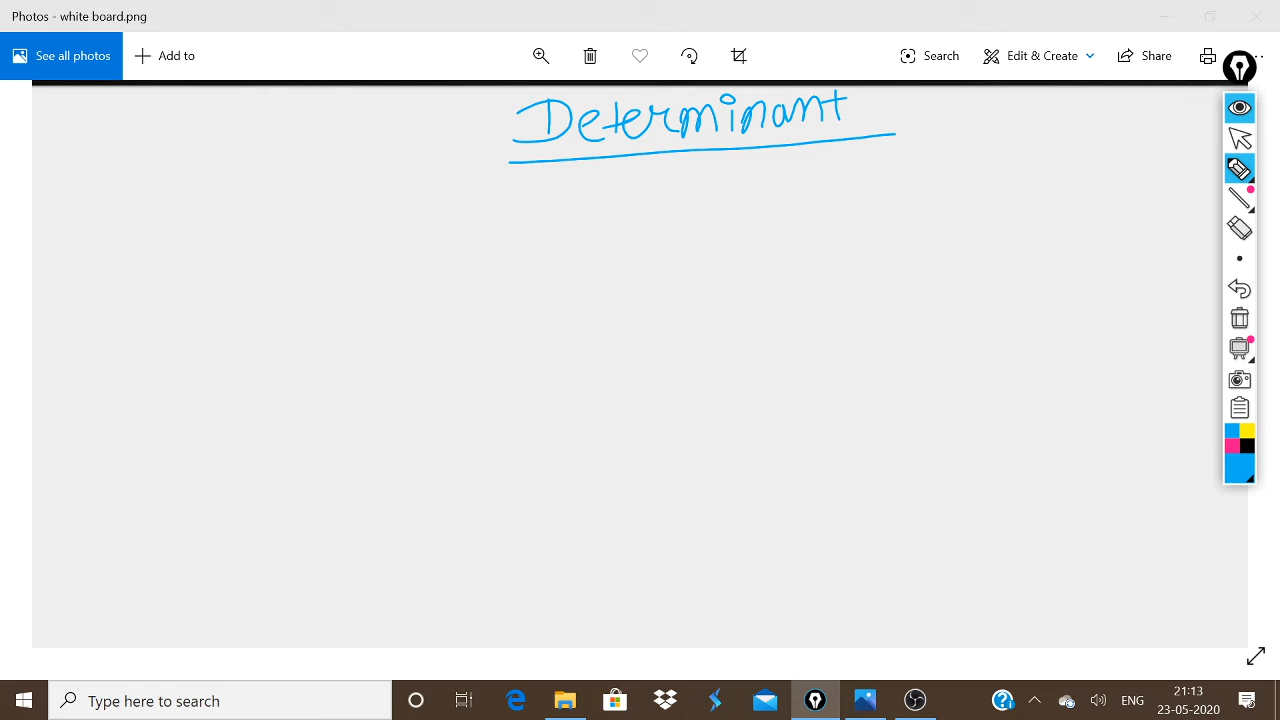 Photos - white board.png
See all photos
Add to
Search
Edit & Create
Share
Determinant
Type here to search
ENG
21:13
23-05-2020